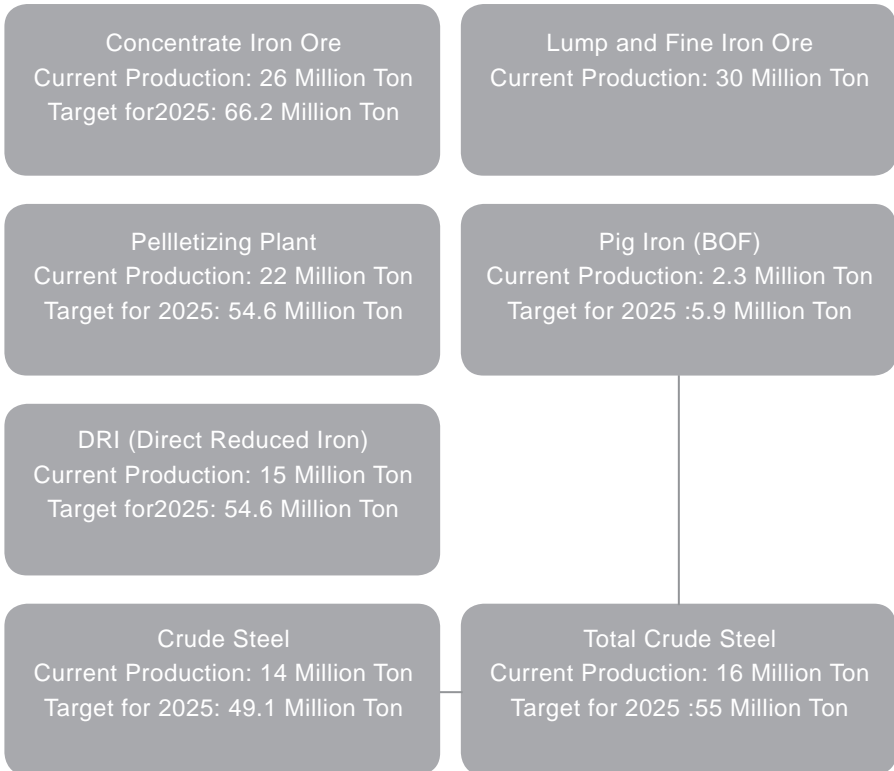 Concentrate Iron Ore
Current Production: 26 Million Ton
Target for2025: 66.2 Million Ton
Lump and Fine Iron Ore
Current Production: 30 Million Ton
Pellletizing Plant
Current Production: 22 Million Ton
Target for 2025: 54.6 Million Ton
Pig Iron (BOF)
Current Production: 2.3 Million Ton
Target for 2025 :5.9 Million Ton
DRI (Direct Reduced Iron)
Current Production: 15 Million Ton
Target for2025: 54.6 Million Ton
Crude Steel
Current Production: 14 Million Ton
Target for 2025: 49.1 Million Ton
Total Crude Steel
Current Production: 16 Million Ton
Target for 2025 :55 Million Ton